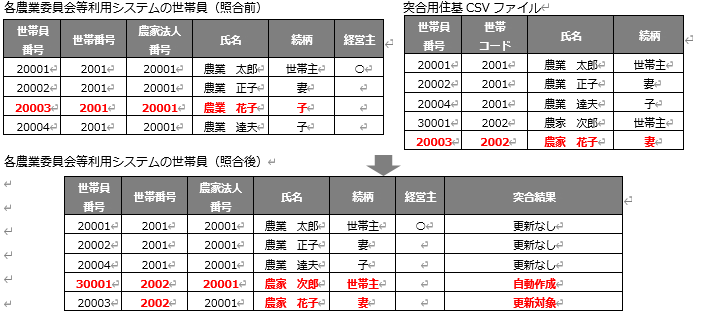 各農業委員会等利用システムの世帯員（照合前）
世帯員番号 世帯番号 農家法人番号 氏名 続柄 経営主
20001 2001 20001 農業　太郎 世帯主 〇
20002 2001 20001 農業　正子 妻
20003 2001 20001 農業　花子 子
20004 2001 20001 農業　達夫 子
突合用住基CSVファイル
世帯員番号 世帯コード 氏名 続柄
20001 2001 農業　太郎 世帯主
20002 2001 農業　正子 妻
20004 2001 農業　達夫 子
30001 2002 農家　次郎 世帯主
20003 2002 農家　花子 妻
各農業委員会等利用システムの世帯員（照合後）
世帯員番号 世帯番号 農家法人番号 氏名 続柄 経営主 突合結果
20001 2001 20001 農業　太郎 世帯主 〇 更新なし
20002 2001 20001 農業　正子 妻 更新なし
20004 2001 20001 農業　達夫 子 更新なし
30001 2002 20001 農家　次郎 世帯主 自動作成
20003 2002 20001 農家　花子 妻 更新対象